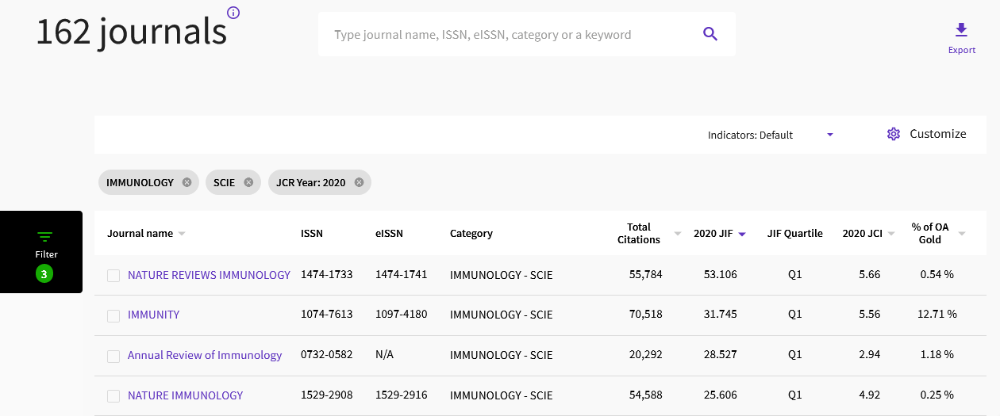 162 journals
Type journal name, ISSN, eISSN, category or a keyword
Export
Indicators: Default
Customize
IMMUNOLOGY
SCIE
JCR Year: 2020
Filter
3
Journal name ISSN eISSN Category Total Citations 2020 JIF JIF Quartile 2020 JCI % of OA Gold
NATURE REVIEWS IMMUNOLOGY 1474-1733 1474-1741 IMMUNOLOGY - SCIE 55,784 53.106 Q1 5.66 0.54 %
IMMUNITY 1074-7613 1097-4180 IMMUNOLOGY - SCIE 70,518 31.745 Q1 5.56 12.71 %
Annual Review of Immunology 0732-0582 N/A IMMUNOLOGY - SCIE 20,292 28.527 Q1 2.94 1.18 %
NATURE IMMUNOLOGY 1529-2908 1529-2916 IMMUNOLOGY - SCIE 54,588 25.606 Q1 4.92 0.25 %